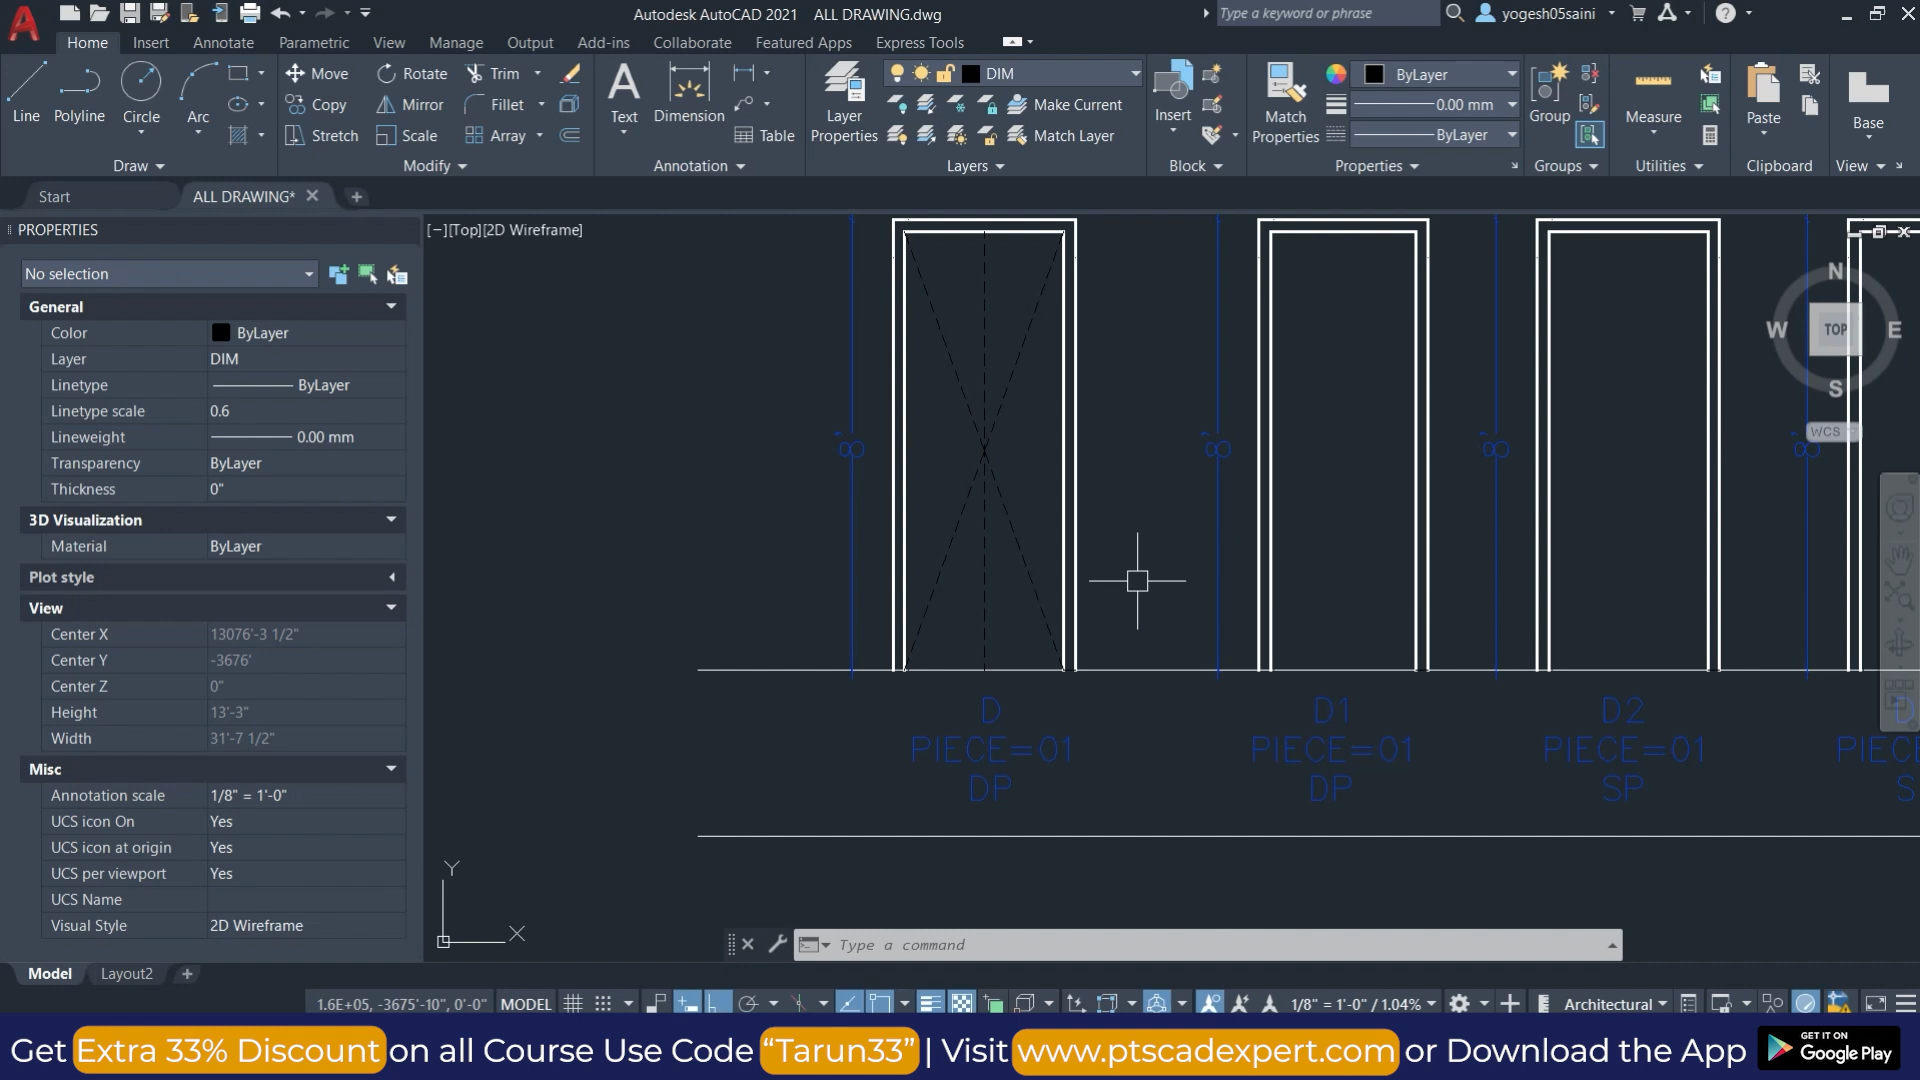 Autodesk AutoCAD 2021 ALL DRAWING.dwg
Type a keyword or phrase
yogesh05saini
Home Insert Annotate Parametric View Manage Output Add-ins Collaborate Featured Apps Express Tools
Line Polyline Circle Arc
Move Rotate Trim
Copy Mirror Fillet
Stretch Scale Array
Text Dimension Table
Layer Properties
DIM
Make Current
Match Layer
Insert
Match Properties
ByLayer
0.00 mm
ByLayer
Group Measure Paste Base
Draw Modify Annotation Layers Block Properties Groups Utilities Clipboard View
Start ALL DRAWING*
PROPERTIES
No selection
General
Color ByLayer
Layer DIM
Linetype ByLayer
Linetype scale 0.6
Lineweight 0.00 mm
Transparency ByLayer
Thickness 0"
3D Visualization
Material ByLayer
Plot style
View
Center X 13076'-3 1/2"
Center Y -3676'
Center Z 0"
Height 13'-3"
Width 31'-7 1/2"
Misc
Annotation scale 1/8" = 1'-0"
UCS icon On Yes
UCS icon at origin Yes
UCS per viewport Yes
UCS Name
Visual Style 2D Wireframe
[−][Top][2D Wireframe]
N
W TOP E
S
WCS
8' 8' 8' 8'
D D1 D2
PIECE=01 PIECE=01 PIECE=01
DP DP SP
Y
X
Type a command
Model Layout2
1.6E+05, -3675'-10", 0'-0" MODEL 1/8" = 1'-0" / 1.04% Architectural
Get Extra 33% Discount on all Course Use Code “Tarun33” | Visit www.ptscadexpert.com or Download the App
GET IT ON
Google Play